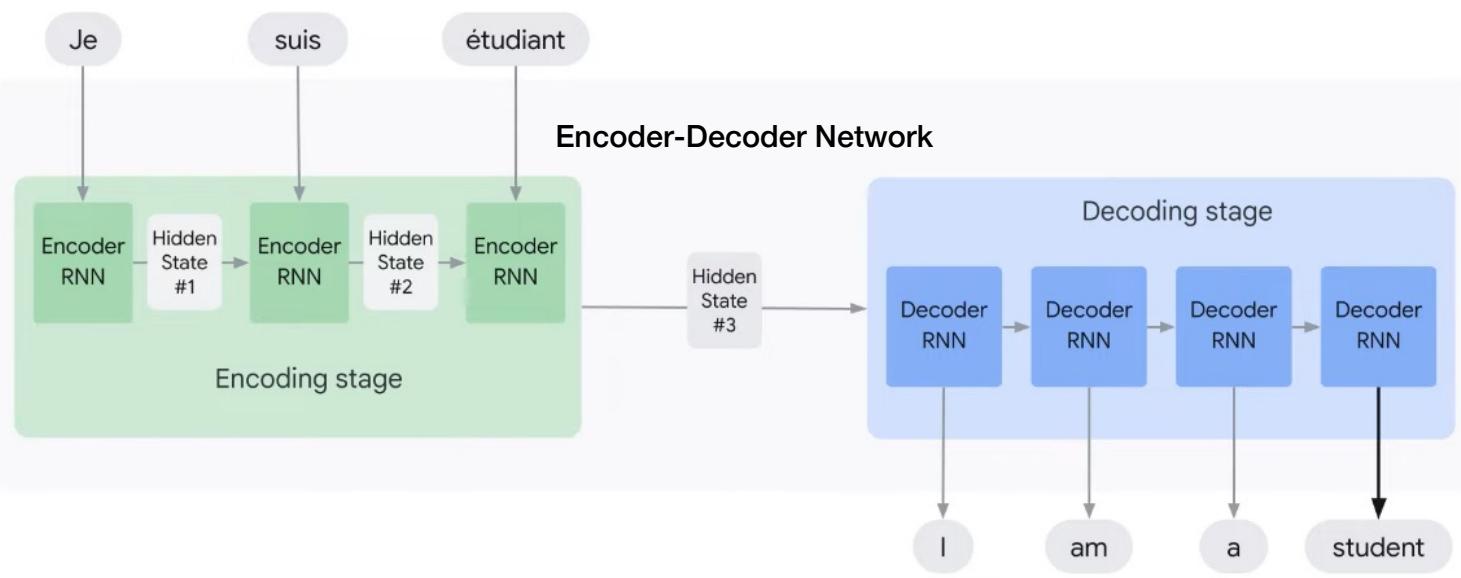 Je
suis
étudiant
Encoder-Decoder Network
Encoder
RNN
Hidden
State
#1
Encoder
RNN
Hidden
State
#2
Encoder
RNN
Encoding stage
Hidden
State
#3
Decoding stage
Decoder
RNN
Decoder
RNN
Decoder
RNN
Decoder
RNN
I
am
a
student